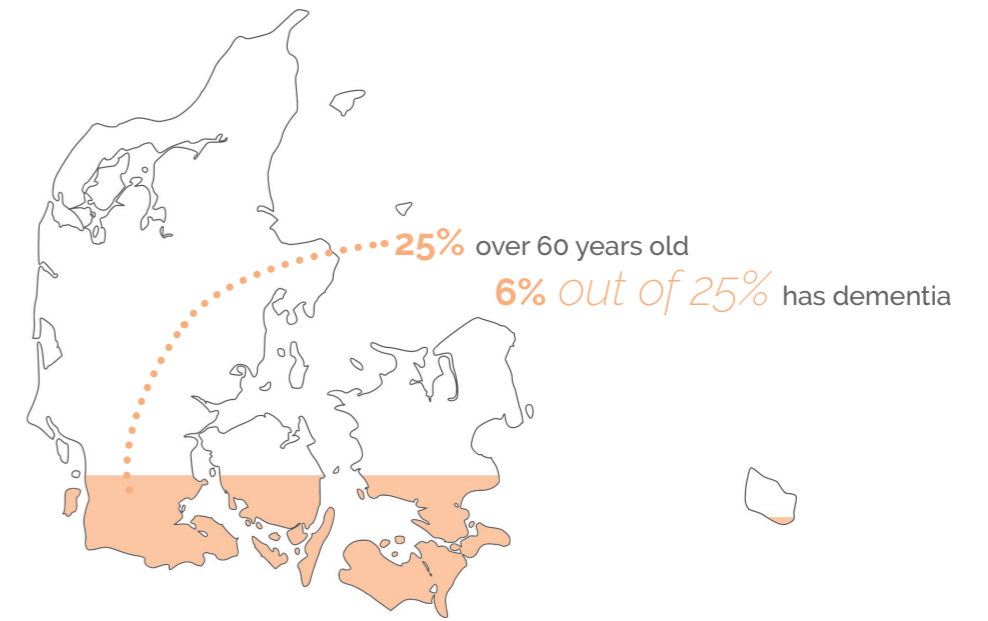 25% over 60 years old
6% out of 25% has dementia